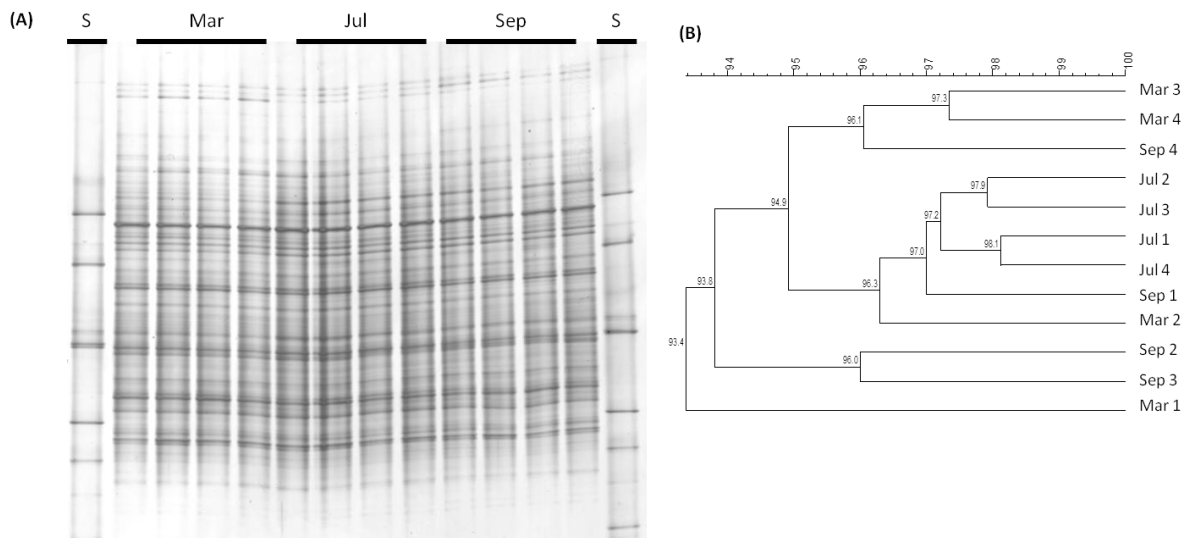 (A)
S Mar Jul Sep S
(B)
94 95 96 97 98 99 100
Mar 3
97.3
Mar 4
96.1
Sep 4
Jul 2
97.9
Jul 3
94.9
97.2
Jul 1
98.1
97.0
Jul 4
93.8
96.3
Sep 1
Mar 2
93.4
Sep 2
96.0
Sep 3
Mar 1